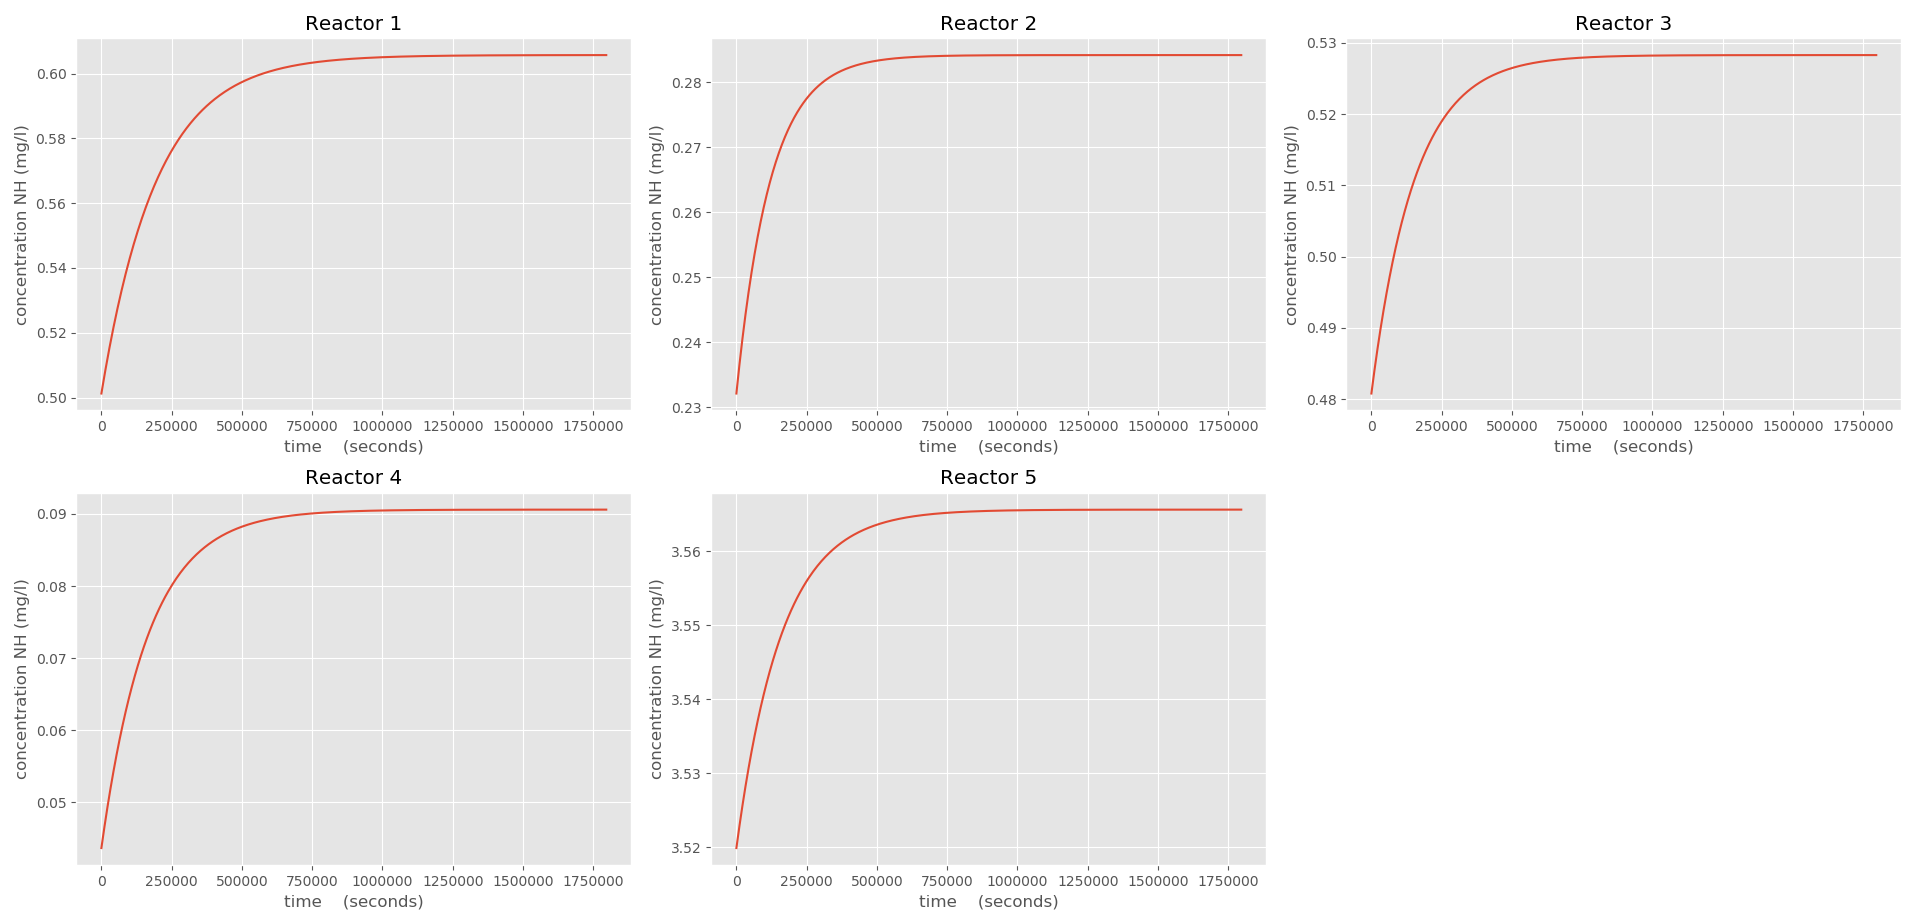 Reactor 1
concentration NH (mg/l)
0.60
0.58
0.56
0.54
0.52
0.50
0 250000 500000 750000 1000000 1250000 1500000 1750000
time (seconds)
Reactor 2
concentration NH (mg/l)
0.28
0.27
0.26
0.25
0.24
0.23
0 250000 500000 750000 1000000 1250000 1500000 1750000
time (seconds)
Reactor 3
concentration NH (mg/l)
0.53
0.52
0.51
0.50
0.49
0.48
0 250000 500000 750000 1000000 1250000 1500000 1750000
time (seconds)
Reactor 4
concentration NH (mg/l)
0.09
0.08
0.07
0.06
0.05
0 250000 500000 750000 1000000 1250000 1500000 1750000
time (seconds)
Reactor 5
concentration NH (mg/l)
3.56
3.55
3.54
3.53
3.52
0 250000 500000 750000 1000000 1250000 1500000 1750000
time (seconds)